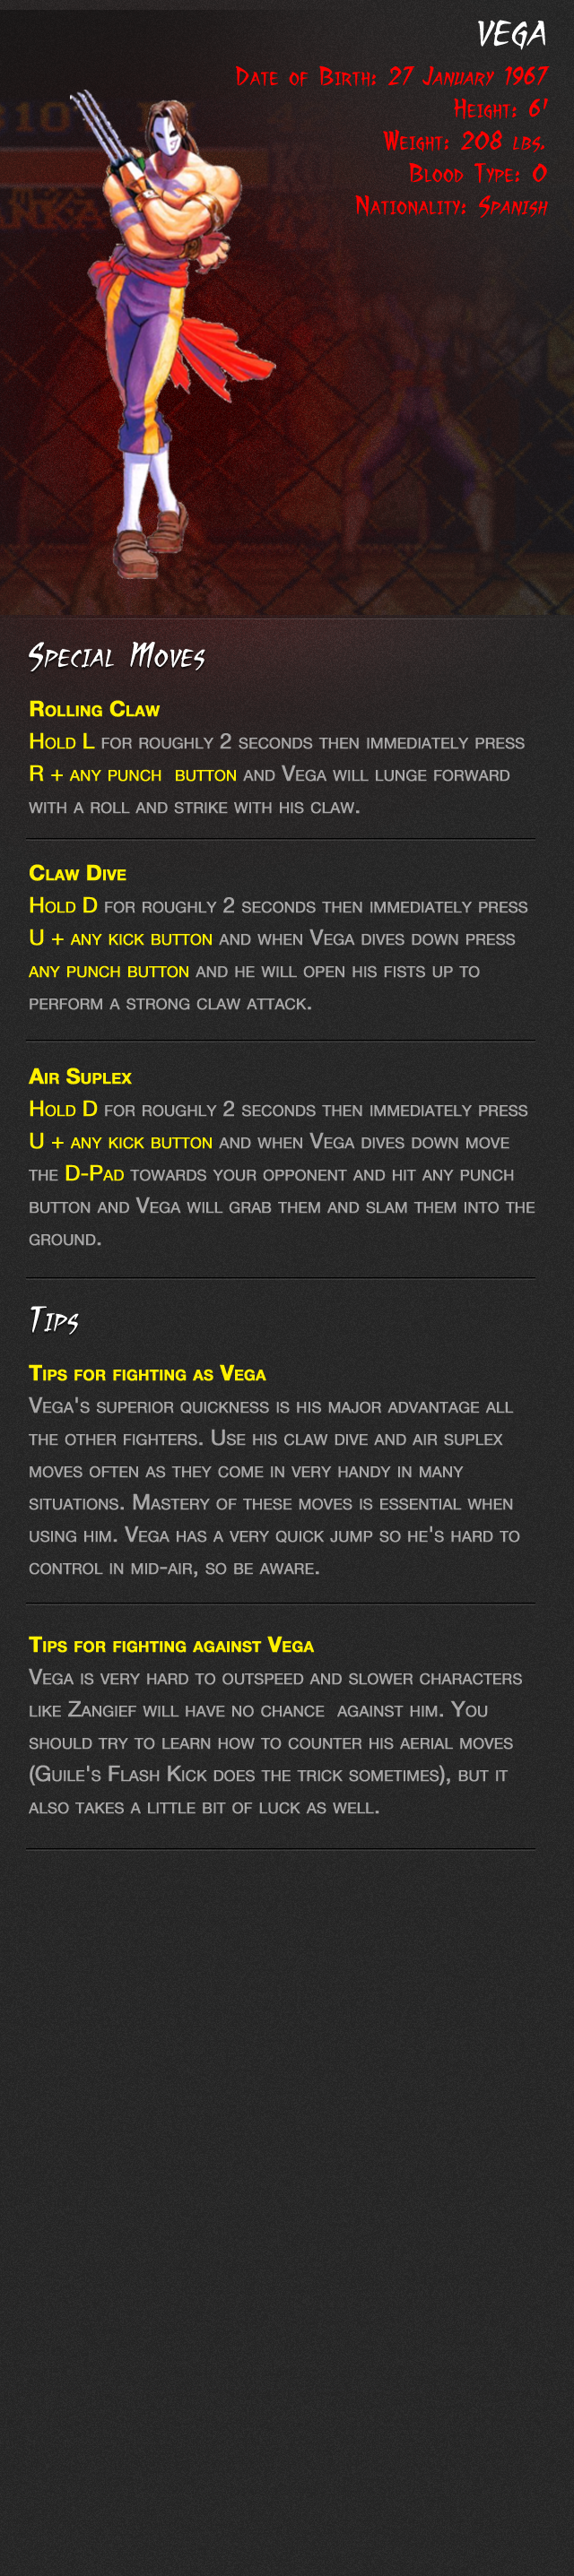 VEGA
Date of Birth: 27 January 1967
Height: 6'
Weight: 208 lbs.
Blood Type: O
Nationality: Spanish
Special Moves
Rolling Claw
Hold L for roughly 2 seconds then immediately press
R + any punch  button and Vega will lunge forward
with a roll and strike with his claw.
Claw Dive
Hold D for roughly 2 seconds then immediately press
U + any kick button and when Vega dives down press
any punch button and he will open his fists up to
perform a strong claw attack.
Air Suplex
Hold D for roughly 2 seconds then immediately press
U + any kick button and when Vega dives down move
the D-Pad towards your opponent and hit any punch
button and Vega will grab them and slam them into the
ground.
Tips
Tips for fighting as Vega
Vega's superior quickness is his major advantage all
the other fighters. Use his claw dive and air suplex
moves often as they come in very handy in many
situations. Mastery of these moves is essential when
using him. Vega has a very quick jump so he's hard to
control in mid-air, so be aware.
Tips for fighting against Vega
Vega is very hard to outspeed and slower characters
like Zangief will have no chance  against him. You
should try to learn how to counter his aerial moves
(Guile's Flash Kick does the trick sometimes), but it
also takes a little bit of luck as well.